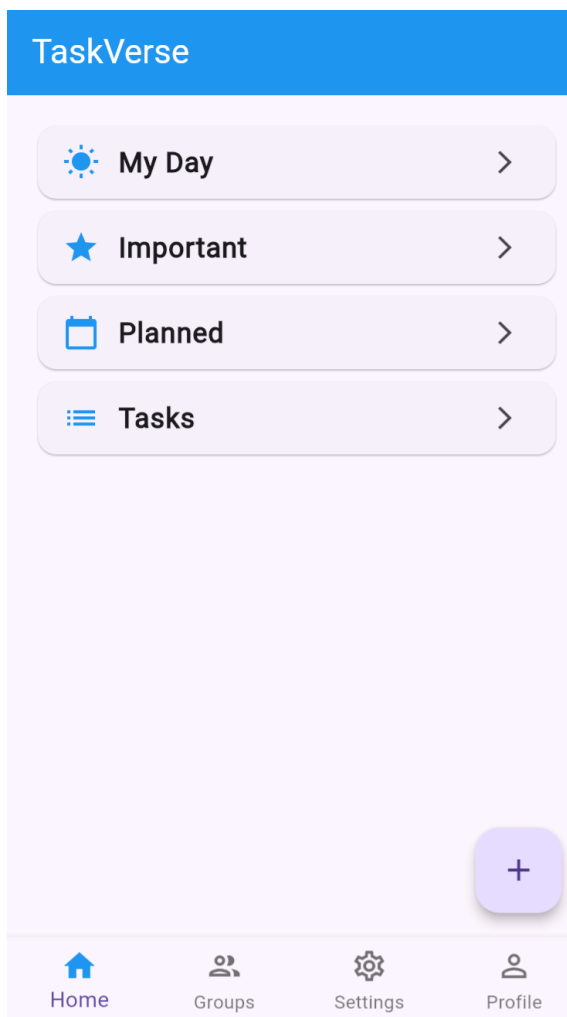 TaskVerse
My Day
Important
Planned
Tasks
Home
Groups
Settings
Profile